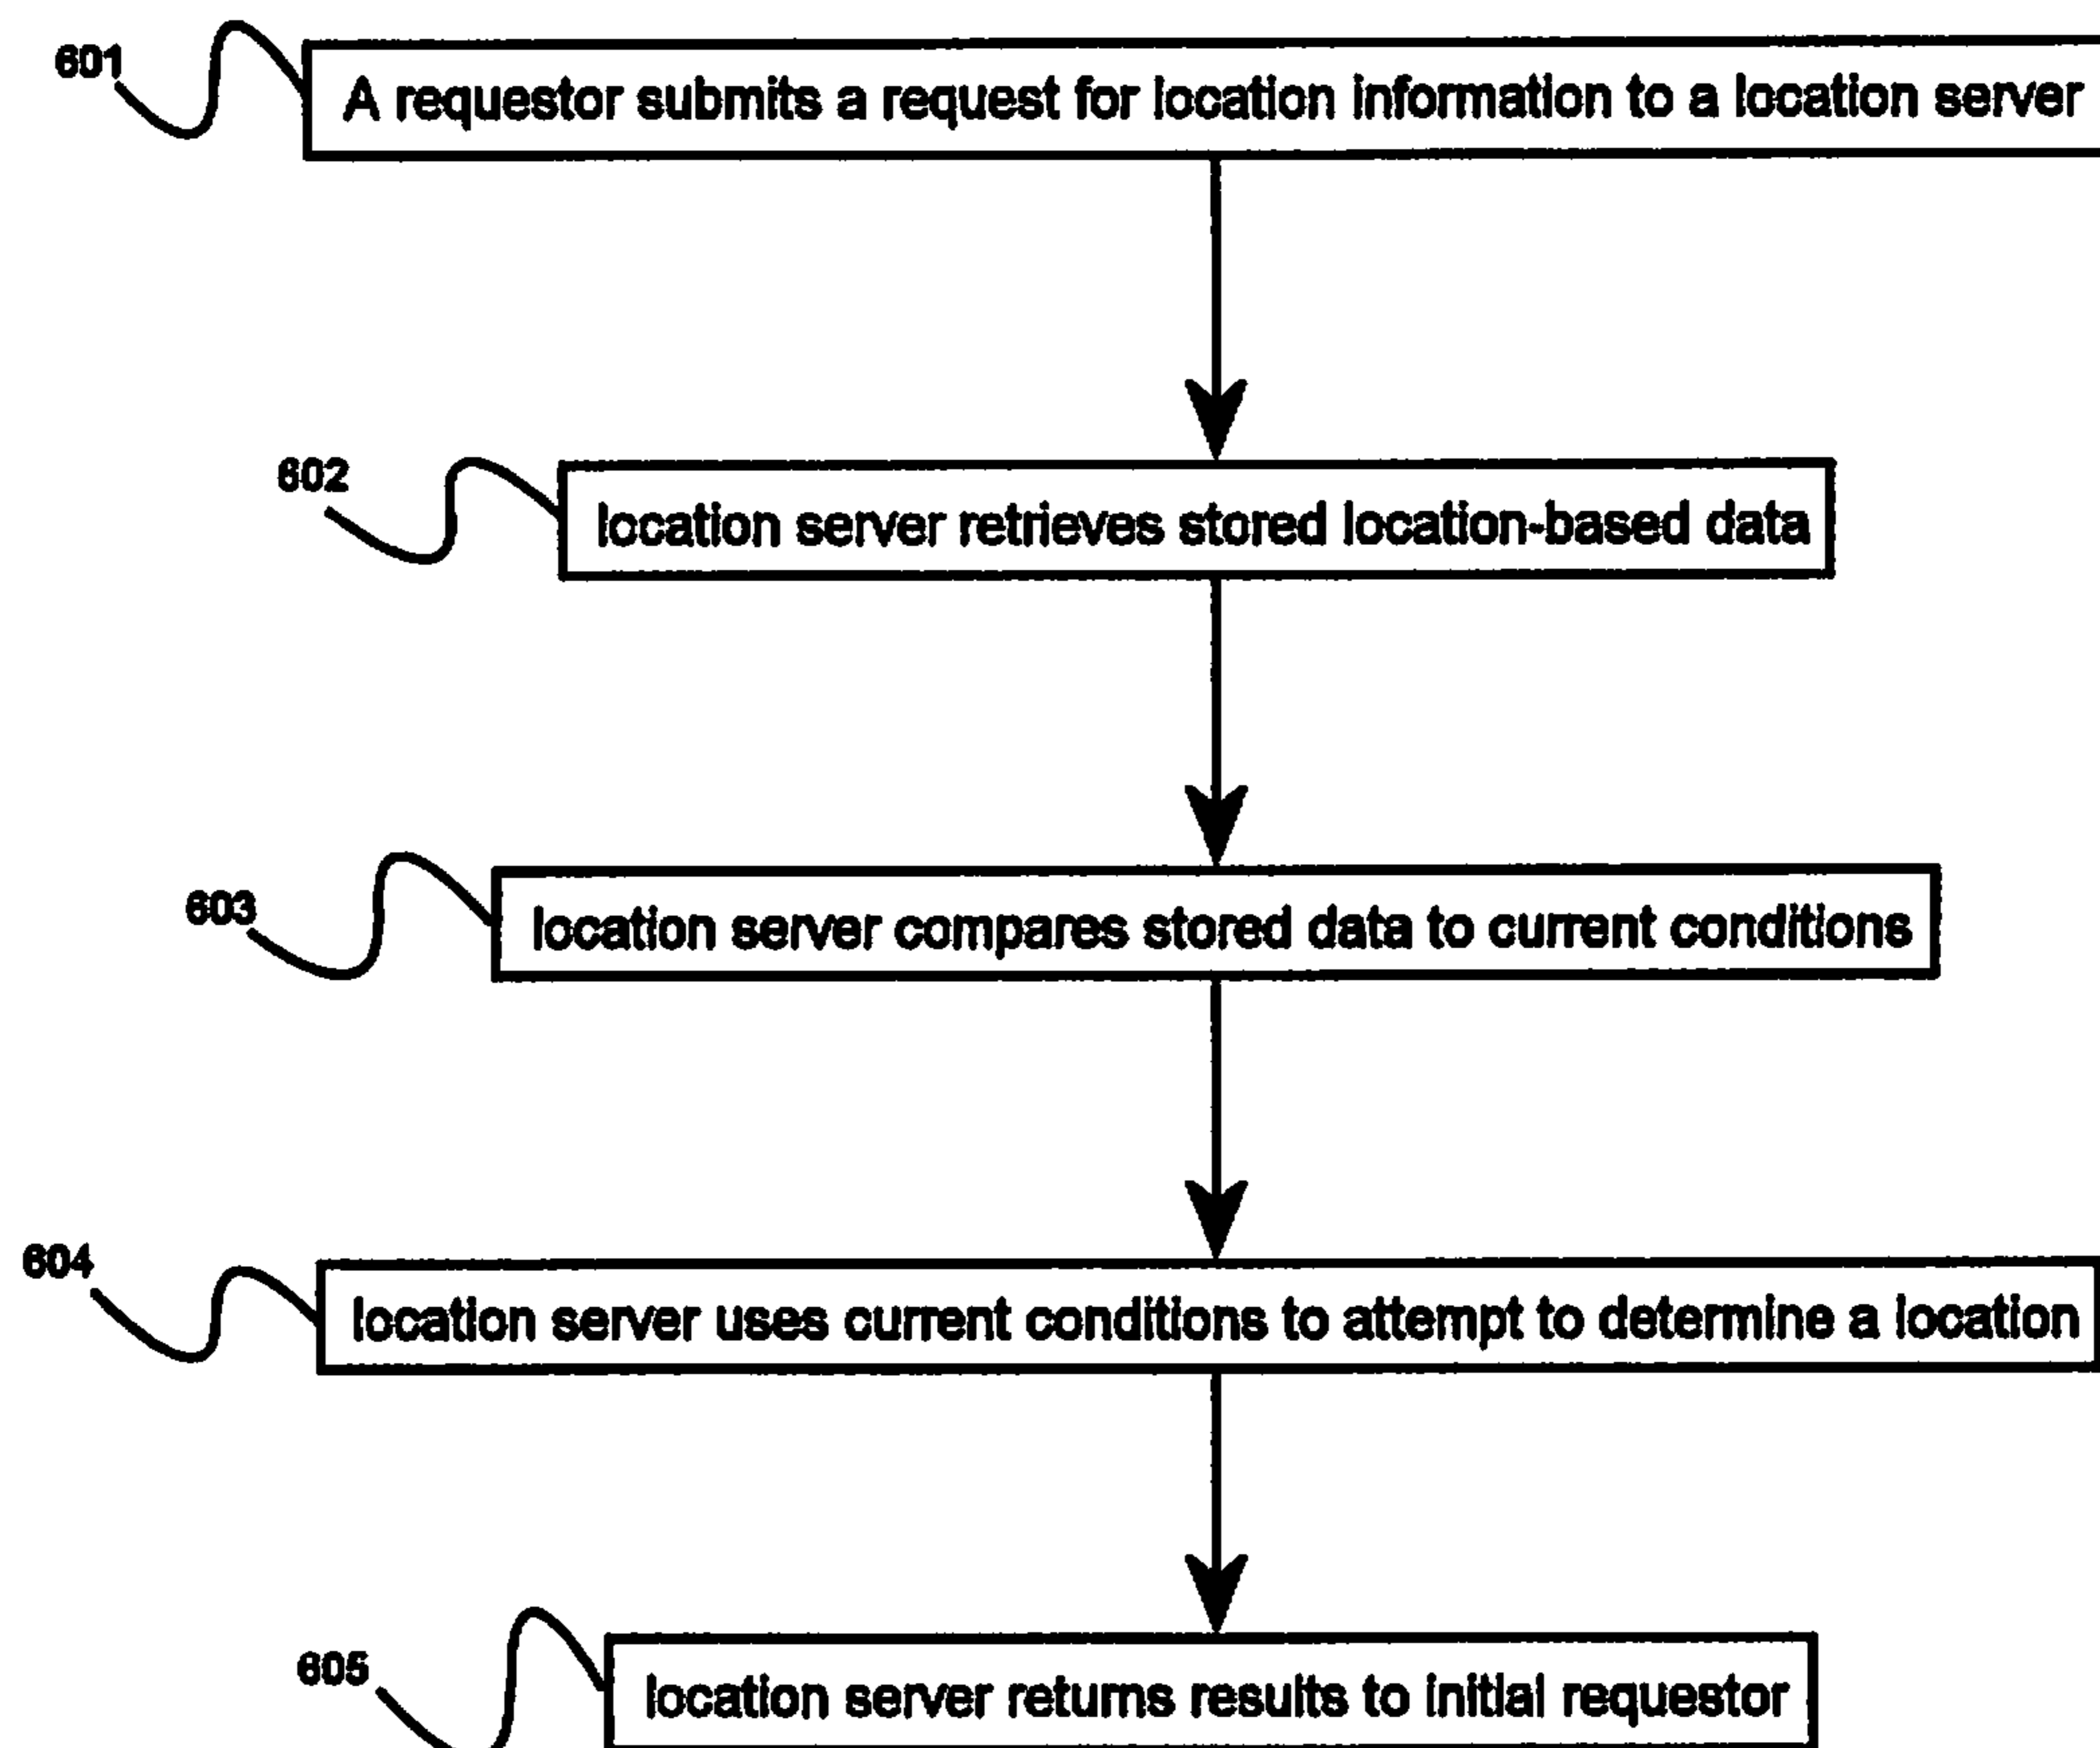 601
A requestor submits a request for location information to a location server
602
location server retrieves stored location-based data
603
location server compares stored data to current conditions
604
location server uses current conditions to attempt to determine a location
605
location server returns results to initial requestor